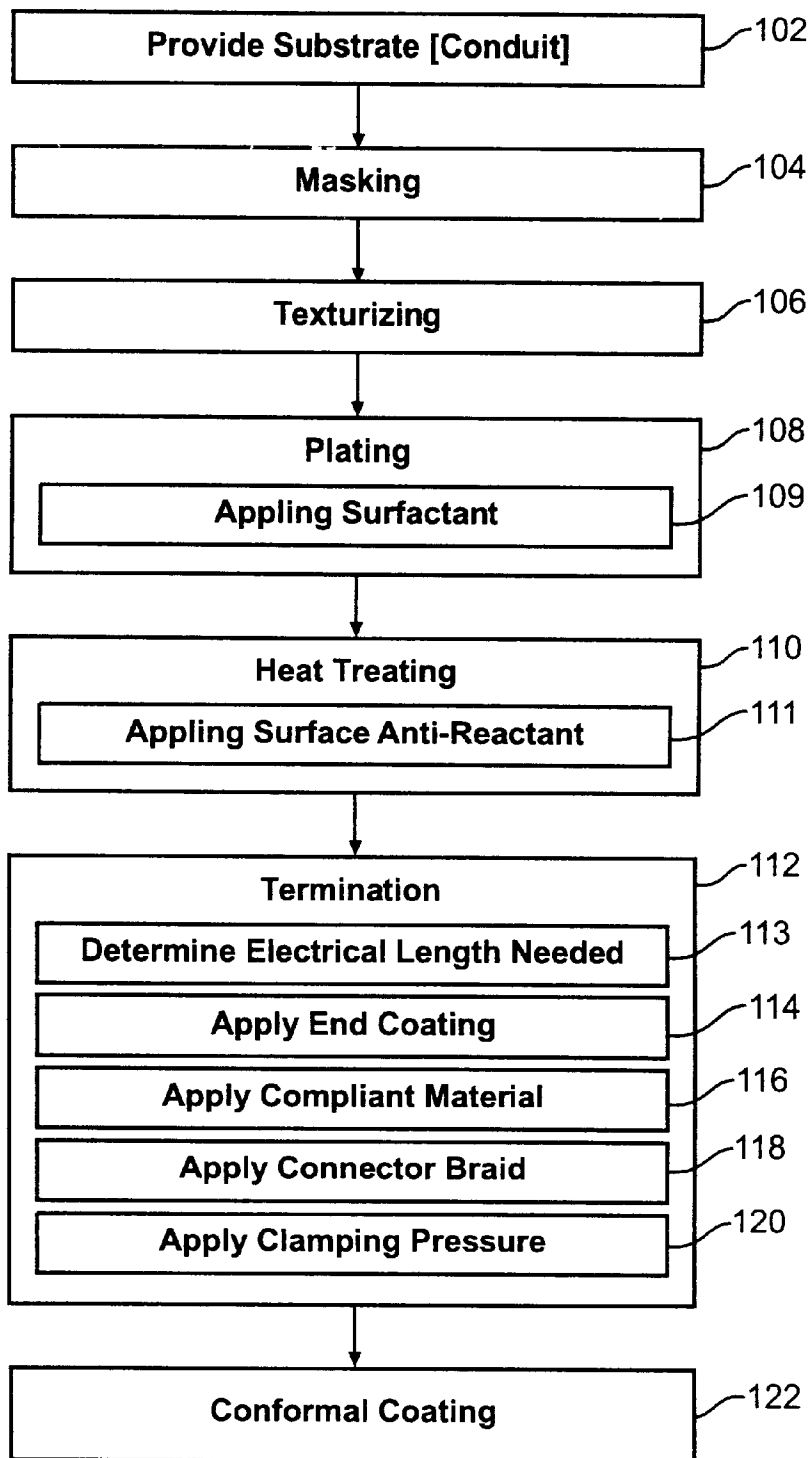 Provide Substrate [Conduit] 102
Masking 104
Texturizing 106
Plating 108
Appling Surfactant 109
Heat Treating 110
Appling Surface Anti-Reactant 111
Termination 112
Determine Electrical Length Needed 113
Apply End Coating 114
Apply Compliant Material 116
Apply Connector Braid 118
Apply Clamping Pressure 120
Conformal Coating 122